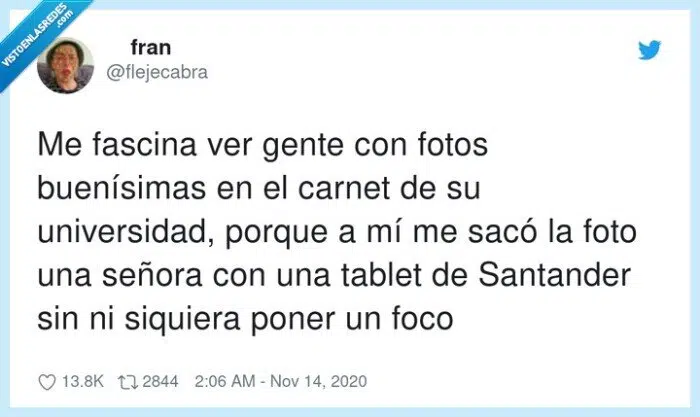 VISTOENLASREDES
.com
fran
@flejecabra
Me fascina ver gente con fotos
buenísimas en el carnet de su
universidad, porque a mí me sacó la foto
una señora con una tablet de Santander
sin ni siquiera poner un foco
13.8K 2844 2:06 AM - Nov 14, 2020